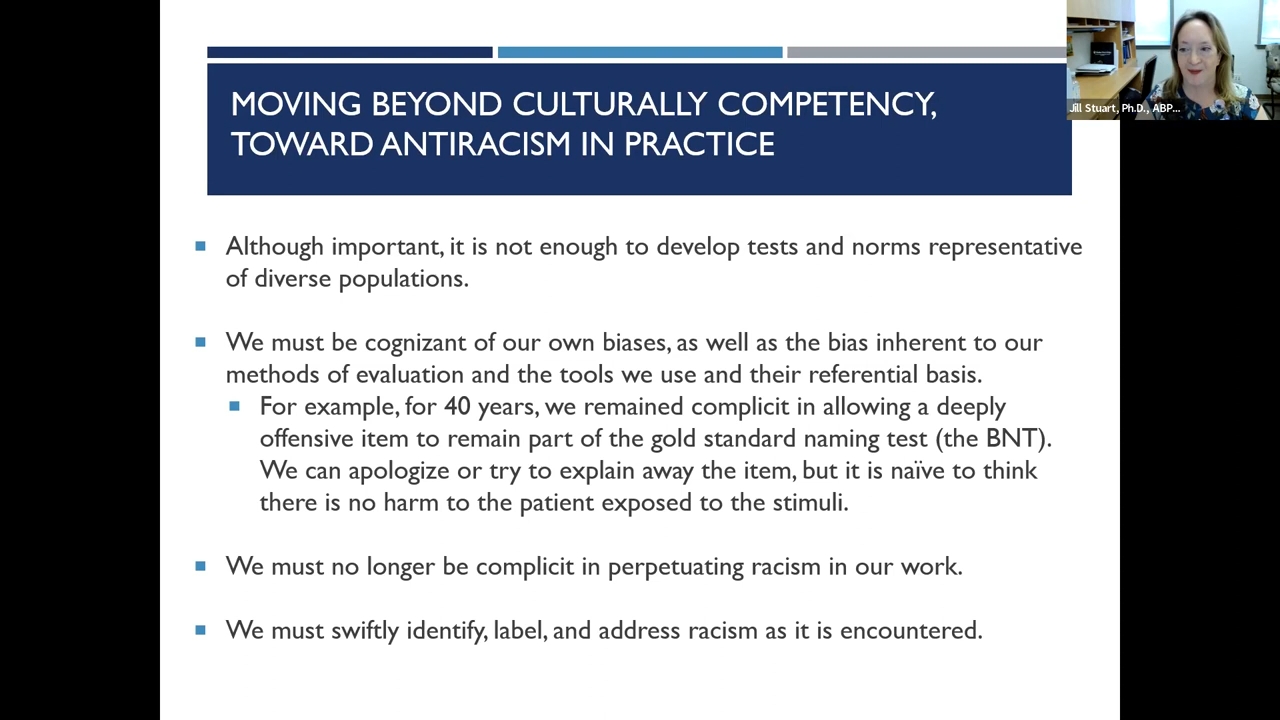 MOVING BEYOND CULTURALLY COMPETENCY,
TOWARD ANTIRACISM IN PRACTICE
Jill Stuart, Ph.D., ABP...
Although important, it is not enough to develop tests and norms representative
of diverse populations.
We must be cognizant of our own biases, as well as the bias inherent to our
methods of evaluation and the tools we use and their referential basis.
For example, for 40 years, we remained complicit in allowing a deeply
offensive item to remain part of the gold standard naming test (the BNT).
We can apologize or try to explain away the item, but it is naïve to think
there is no harm to the patient exposed to the stimuli.
We must no longer be complicit in perpetuating racism in our work.
We must swiftly identify, label, and address racism as it is encountered.